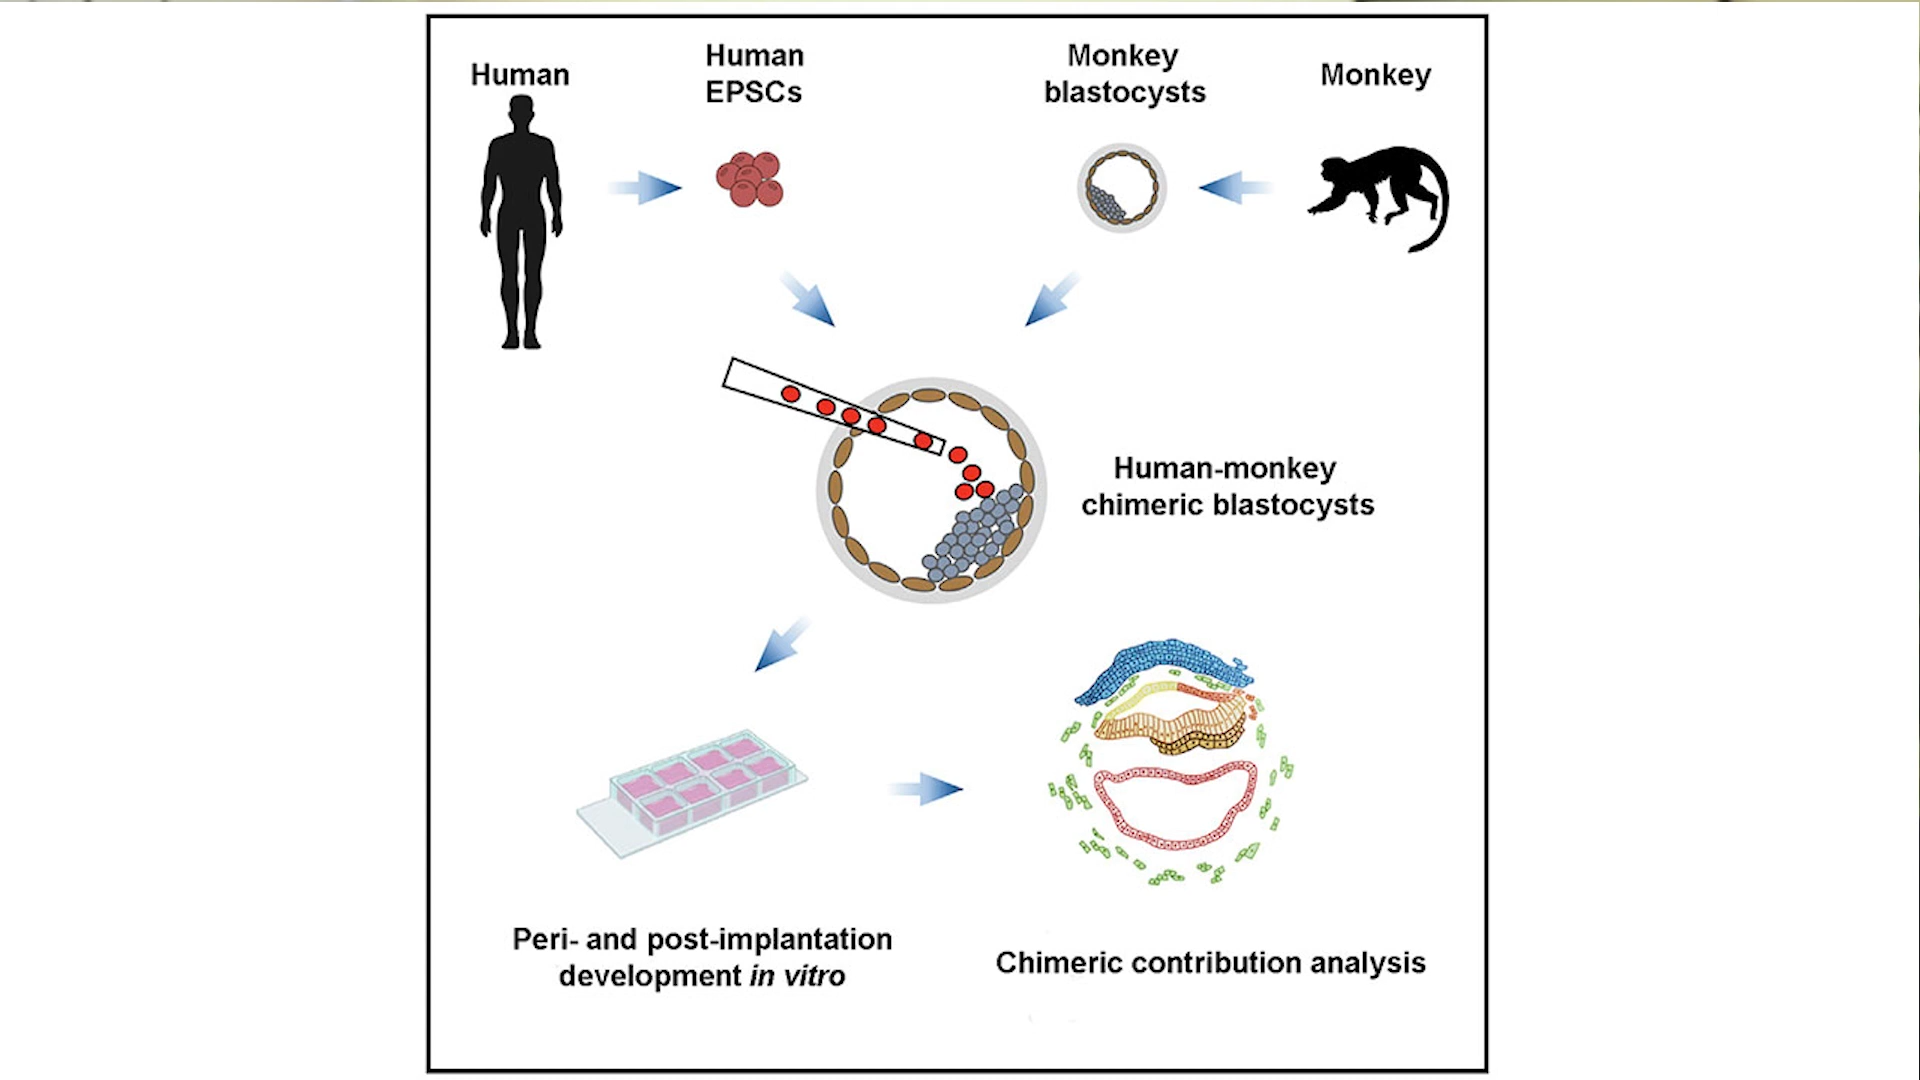 Human
Human
EPSCs
Monkey
blastocysts
Monkey
Human-monkey
chimeric blastocysts
Peri- and post-implantation
development in vitro
Chimeric contribution analysis